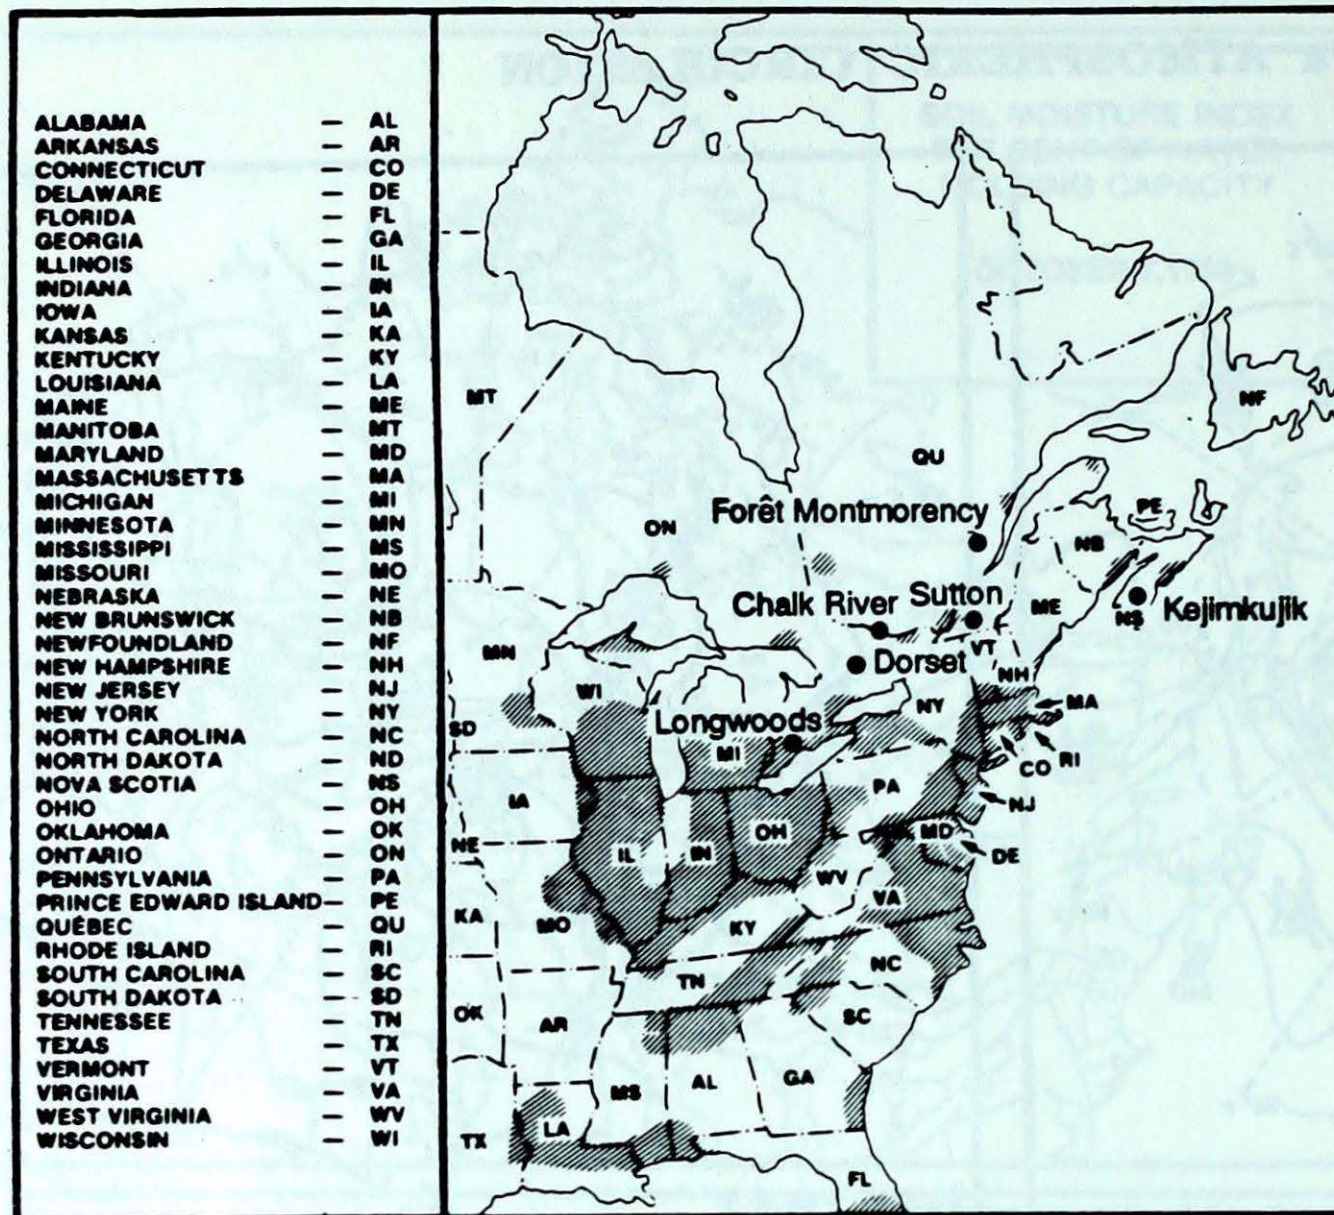 ALABAMA – AL
ARKANSAS – AR
CONNECTICUT – CO
DELAWARE – DE
FLORIDA – FL
GEORGIA – GA
ILLINOIS – IL
INDIANA – IN
IOWA – IA
KANSAS – KA
KENTUCKY – KY
LOUISIANA – LA
MAINE – ME
MANITOBA – MT
MARYLAND – MD
MASSACHUSETTS – MA
MICHIGAN – MI
MINNESOTA – MN
MISSISSIPPI – MS
MISSOURI – MO
NEBRASKA – NE
NEW BRUNSWICK – NB
NEWFOUNDLAND – NF
NEW HAMPSHIRE – NH
NEW JERSEY – NJ
NEW YORK – NY
NORTH CAROLINA – NC
NORTH DAKOTA – ND
NOVA SCOTIA – NS
OHIO – OH
OKLAHOMA – OK
ONTARIO – ON
PENNSYLVANIA – PA
PRINCE EDWARD ISLAND – PE
QUÉBEC – QU
RHODE ISLAND – RI
SOUTH CAROLINA – SC
SOUTH DAKOTA – SD
TENNESSEE – TN
TEXAS – TX
VERMONT – VT
VIRGINIA – VA
WEST VIRGINIA – WV
WISCONSIN – WI
MT
NF
QU
Forêt Montmorency
PE
ON
NB
Chalk River
Sutton
ME
NS
Kejimkujik
MN
Dorset
VT
NH
WI
NY
MA
SD
Longwoods
MI
CO
RI
IA
PA
NJ
NE
IL
IN
OH
MD
DE
WV
VA
KA
MO
KY
NC
TN
OK
AR
SC
MS
AL
GA
TX
LA
FL